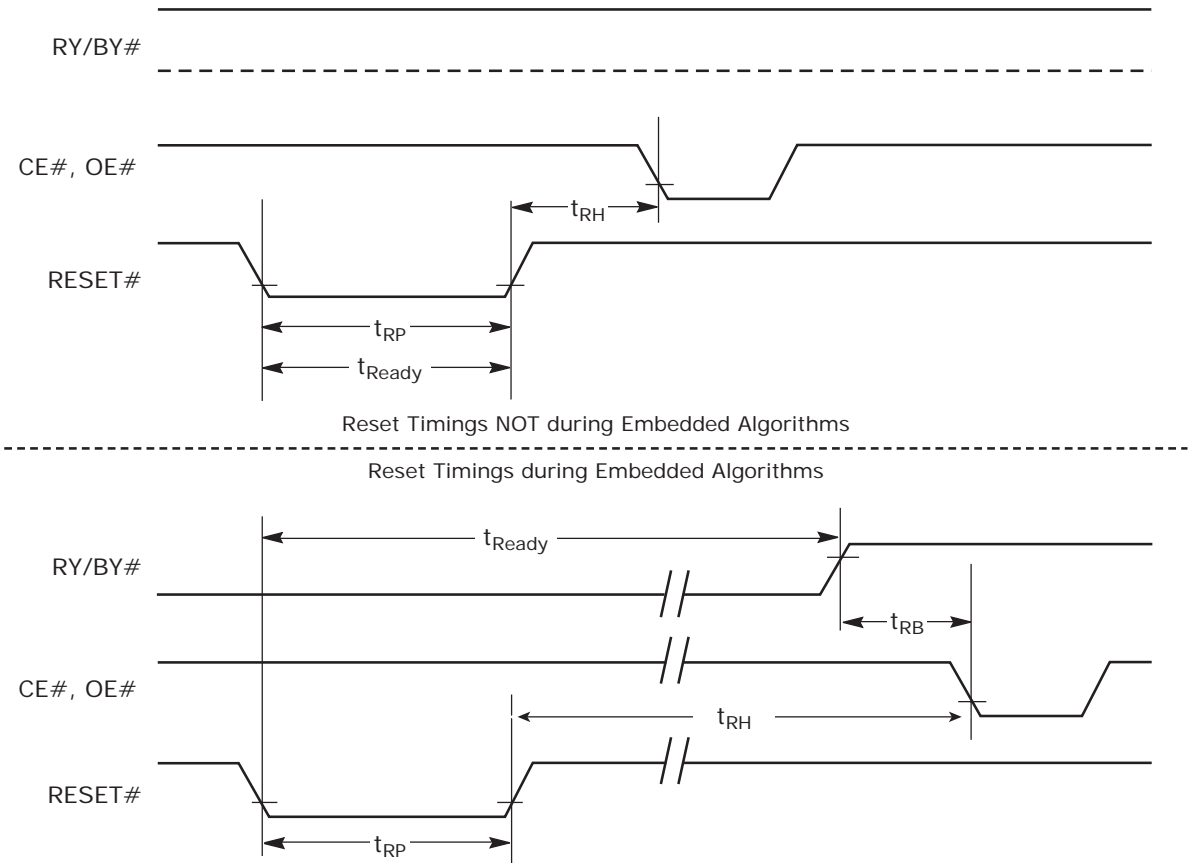 RY/BY#
CE#, OE#
tRH
RESET#
tRP
tReady
Reset Timings NOT during Embedded Algorithms
Reset Timings during Embedded Algorithms
tReady
RY/BY#
tRB
CE#, OE#
tRH
RESET#
tRP